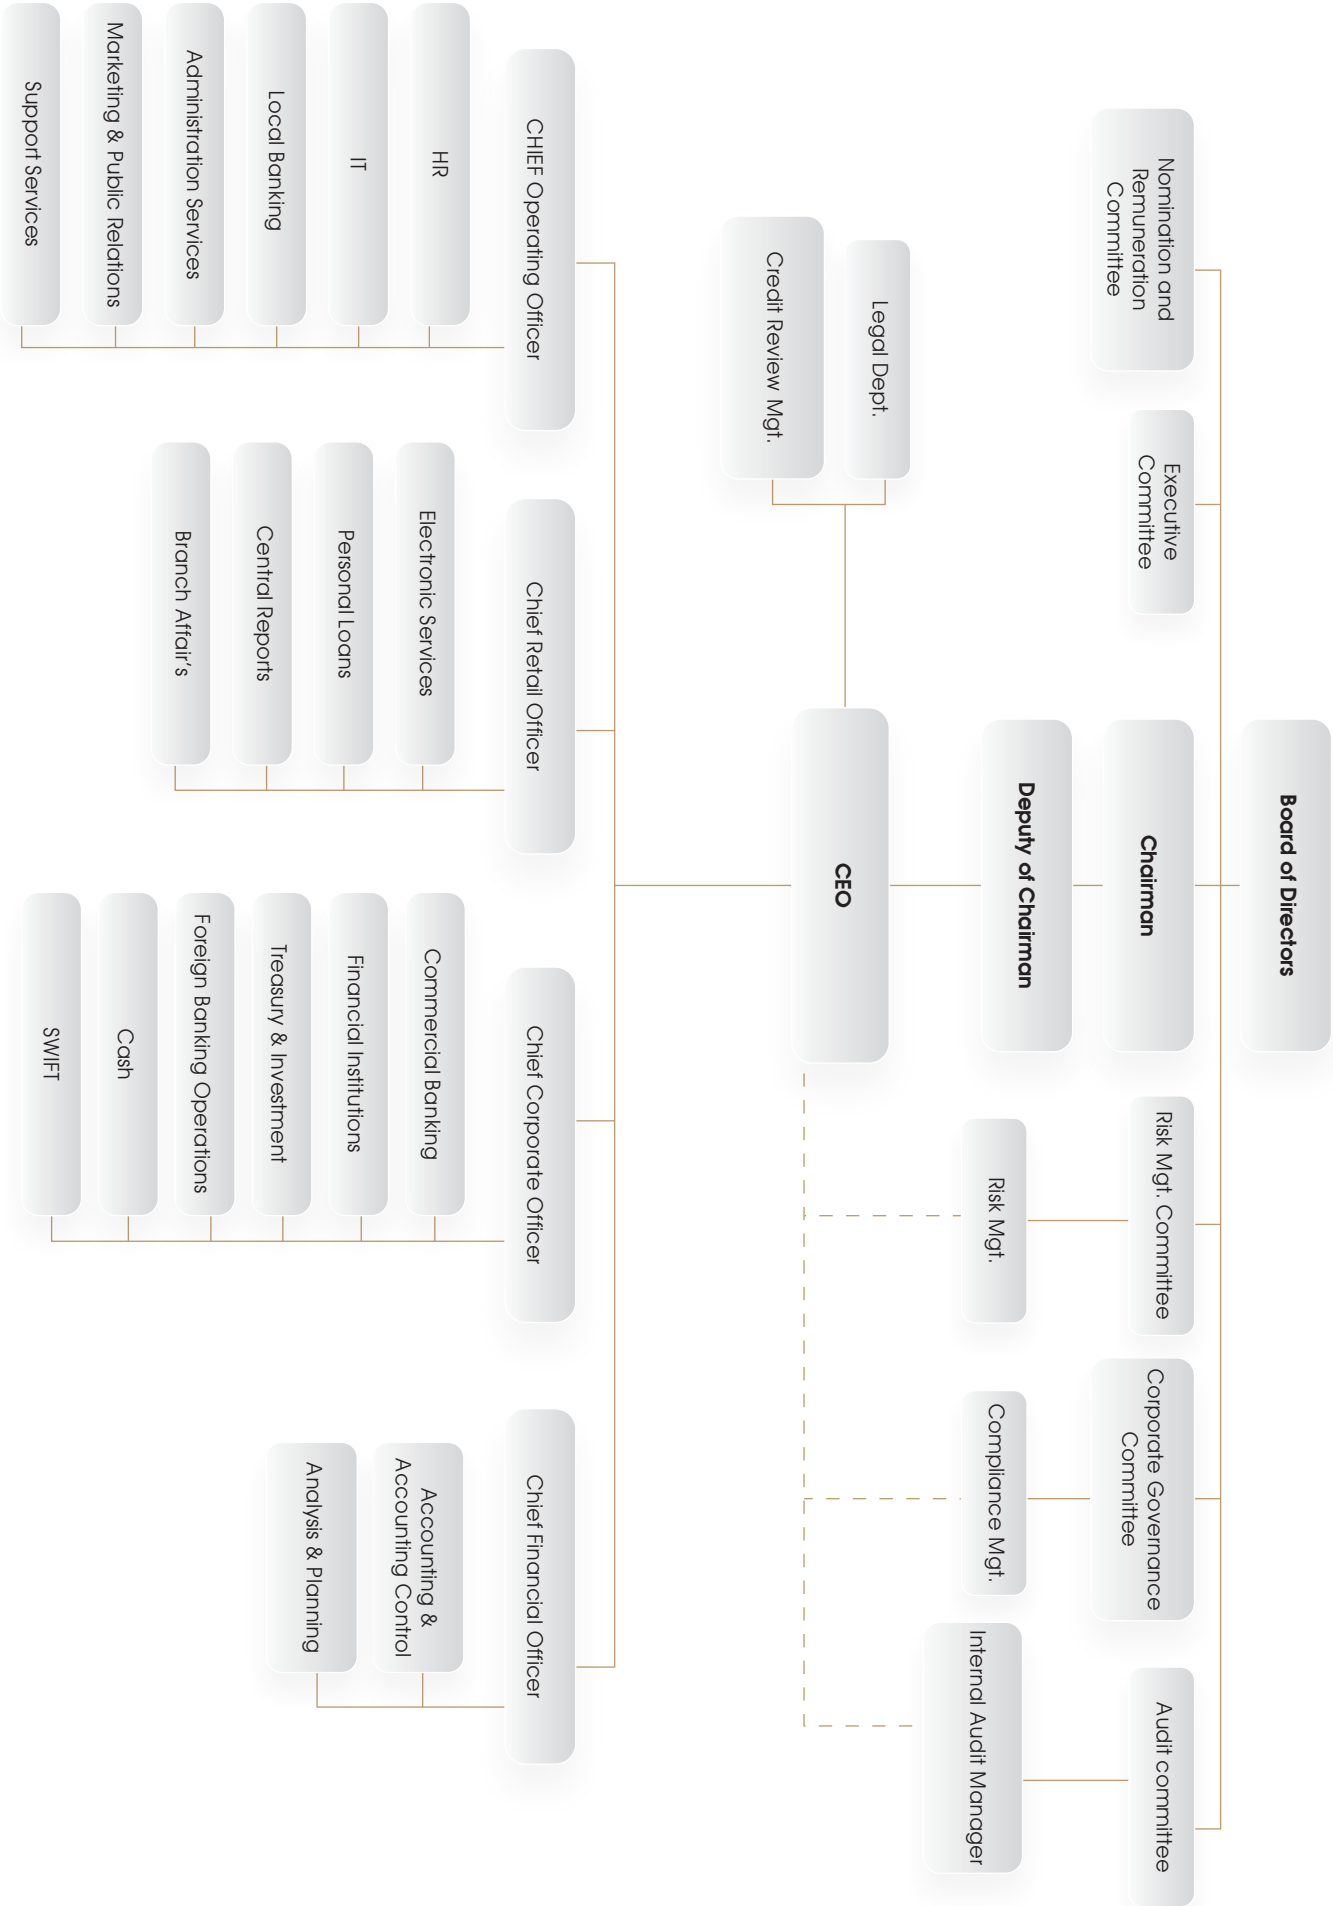 Board of Directors
Nomination and
Remuneration
Committee
Executive
Committee
Chairman
Risk Mgt. Committee
Corporate Governance
Committee
Audit committee
Deputy of Chairman
Risk Mgt.
Compliance Mgt.
Internal Audit Manager
Legal Dept.
Credit Review Mgt.
CEO
CHIEF Operating Officer
HR
IT
Local Banking
Administration Services
Marketing & Public Relations
Support Services
Chief Retail Officer
Electronic Services
Personal Loans
Central Reports
Branch Affair’s
Chief Corporate Officer
Commercial Banking
Financial Institutions
Treasury & Investment
Foreign Banking Operations
Cash
SWIFT
Chief Financial Officer
Accounting &
Accounting Control
Analysis & Planning